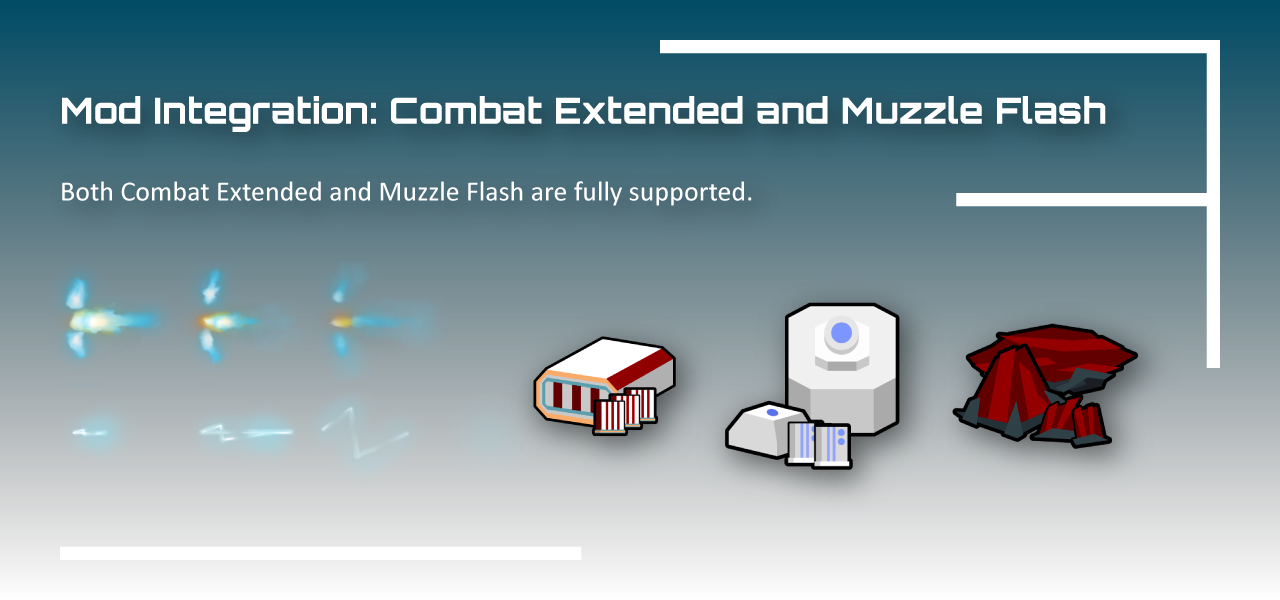 Mod Integration: Combat Extended and Muzzle Flash
Both Combat Extended and Muzzle Flash are fully supported.